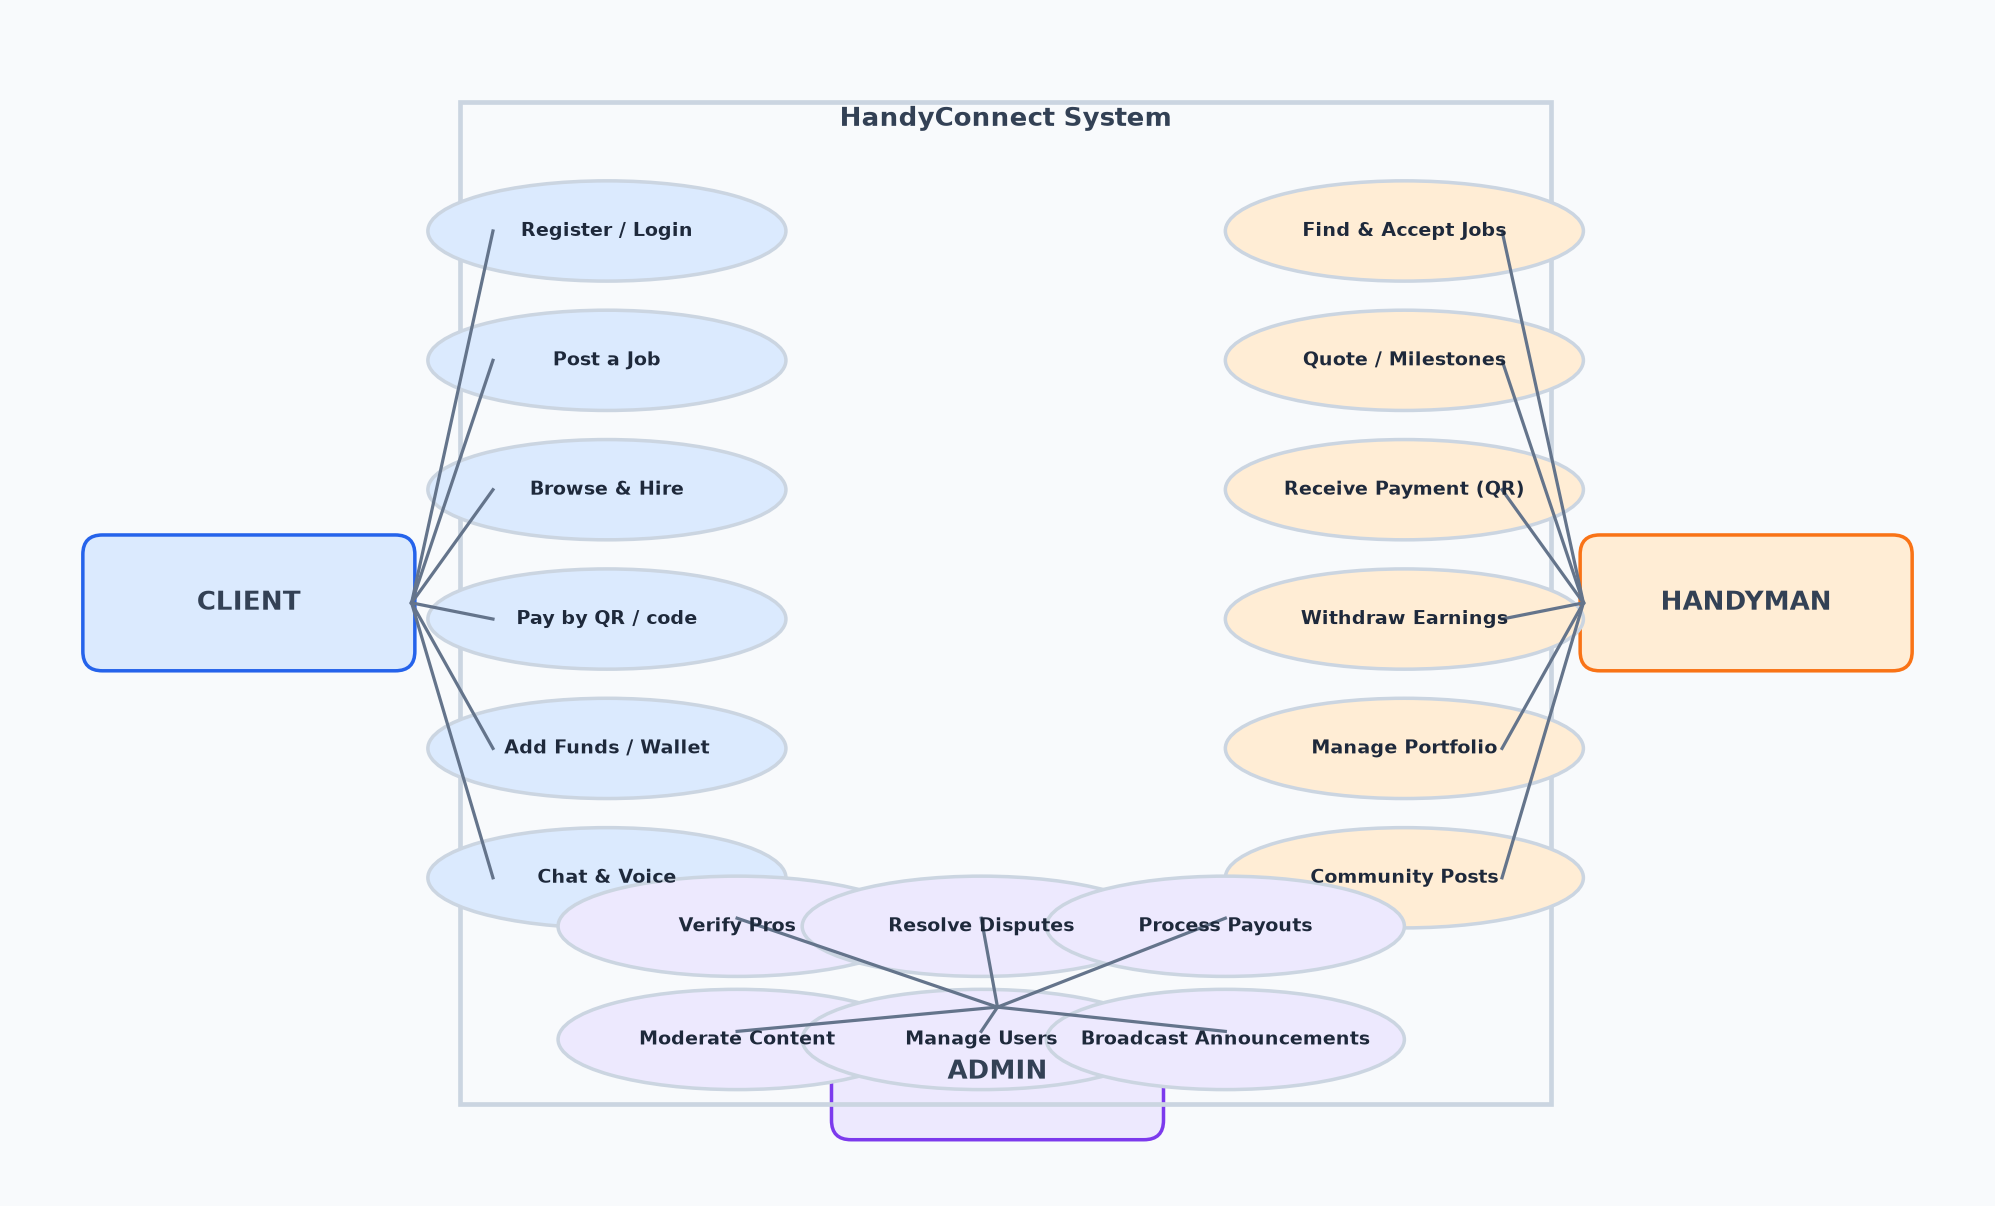 HandyConnect System
Register / Login
Find & Accept Jobs
Post a Job
Quote / Milestones
Browse & Hire
Receive Payment (QR)
CLIENT
HANDYMAN
Pay by QR / code
Withdraw Earnings
Add Funds / Wallet
Manage Portfolio
Chat & Voice
Community Posts
Verify Pros
Resolve Disputes
Process Payouts
Moderate Content
Manage Users
Broadcast Announcements
ADMIN